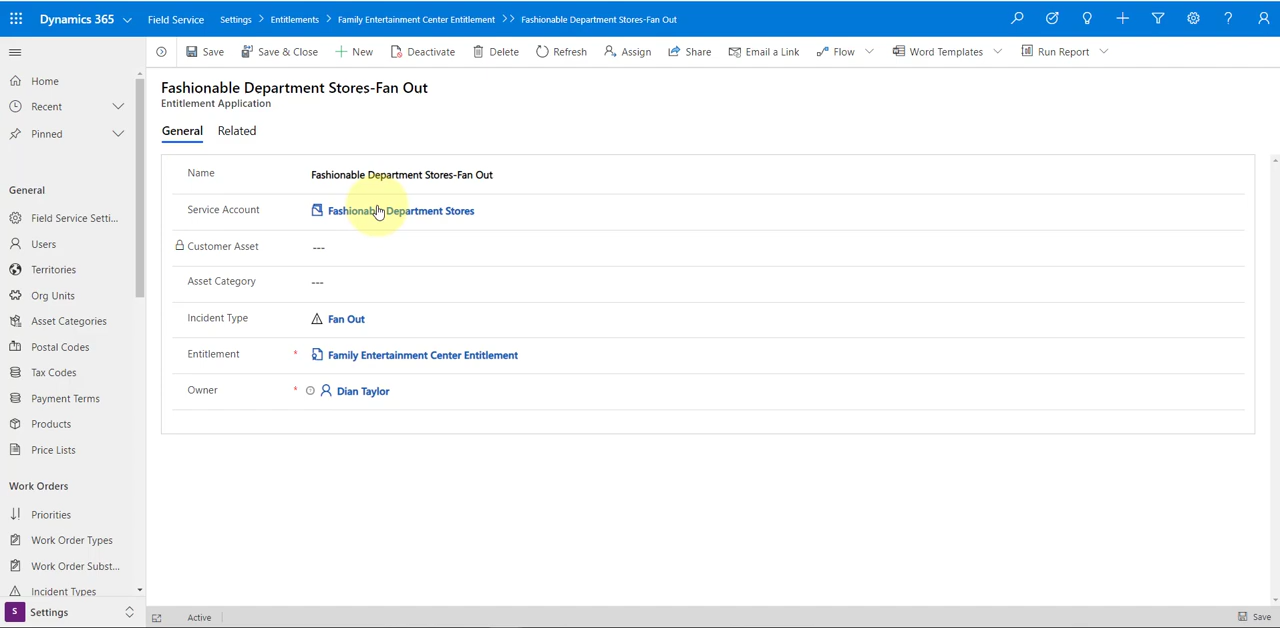 Dynamics 365 Field Service Settings > Entitlements > Family Entertainment Center Entitlement >> Fashionable Department Stores-Fan Out
Save Save & Close New Deactivate Delete Refresh Assign Share Email a Link Flow Word Templates Run Report
Home
Recent
Pinned
General
Field Service Setti...
Users
Territories
Org Units
Asset Categories
Postal Codes
Tax Codes
Payment Terms
Products
Price Lists
Work Orders
Priorities
Work Order Types
Work Order Subst...
Incident Types
S Settings
Fashionable Department Stores-Fan Out
Entitlement Application
General Related
Name Fashionable Department Stores-Fan Out
Service Account Fashionable Department Stores
Customer Asset ---
Asset Category ---
Incident Type Fan Out
Entitlement * Family Entertainment Center Entitlement
Owner * Dian Taylor
Active Save